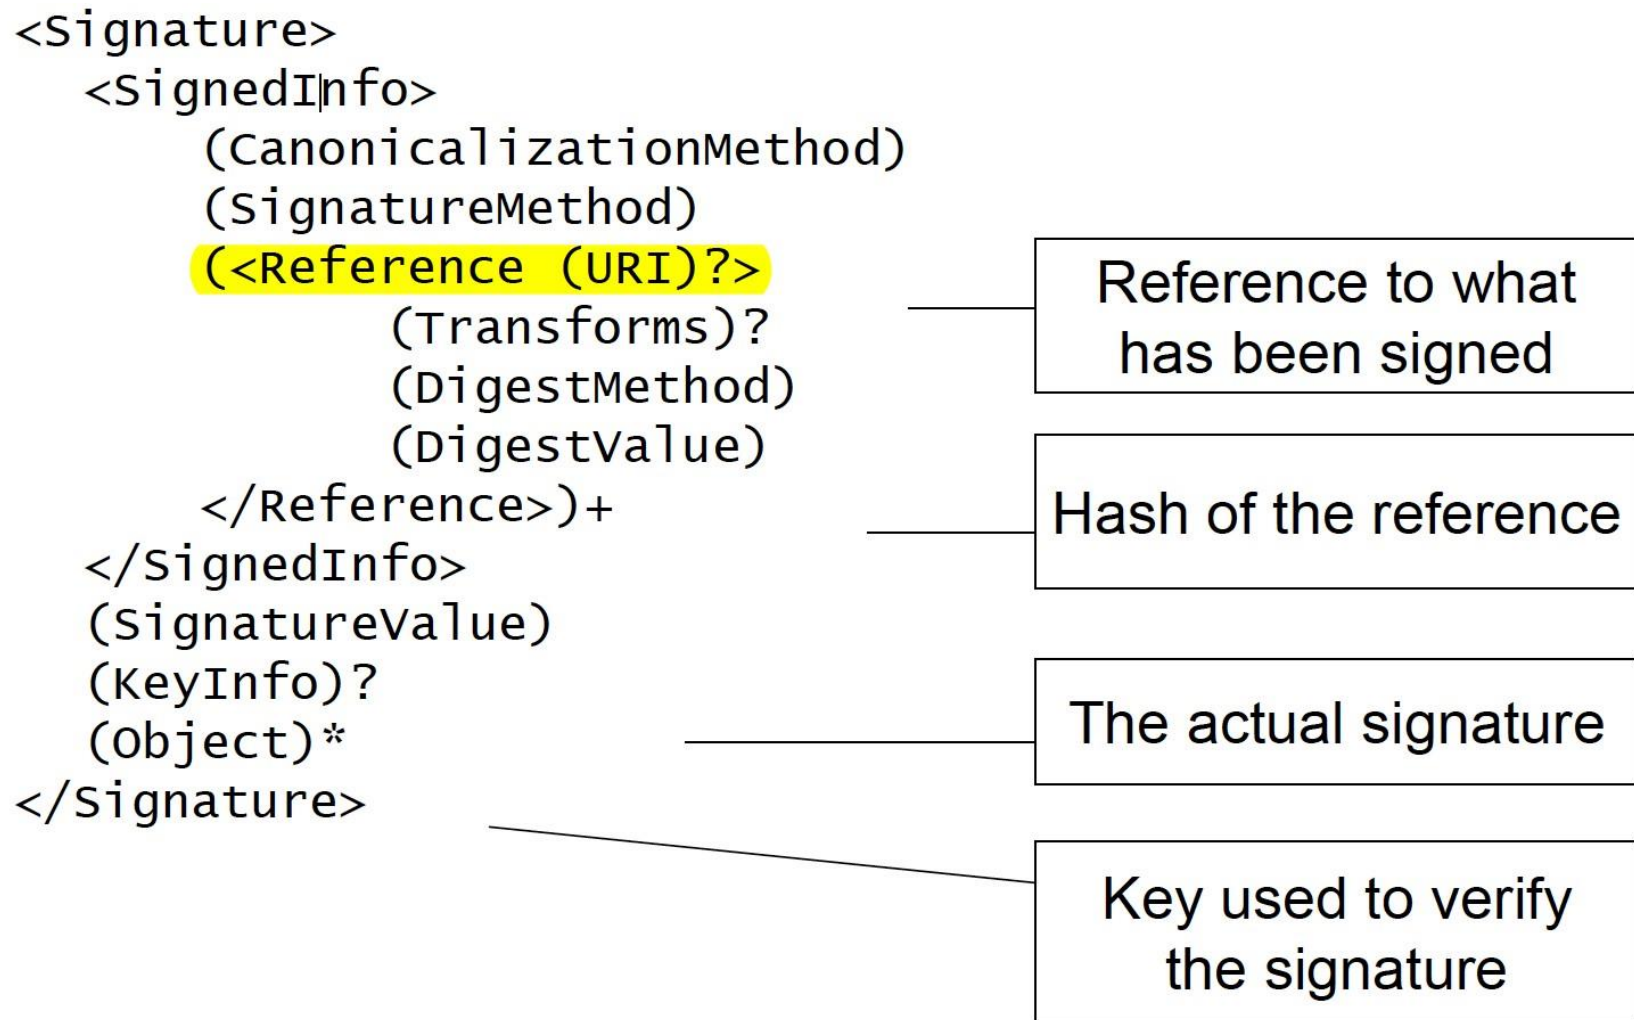 <Signature>
<SignedInfo>
(CanonicalizationMethod)
(SignatureMethod)
(<Reference (URI)?>
(Transforms)?
(DigestMethod)
(DigestValue)
</Reference>)+
</SignedInfo>
(SignatureValue)
(KeyInfo)?
(Object)*
</Signature>
Reference to what
has been signed
Hash of the reference
The actual signature
Key used to verify
the signature